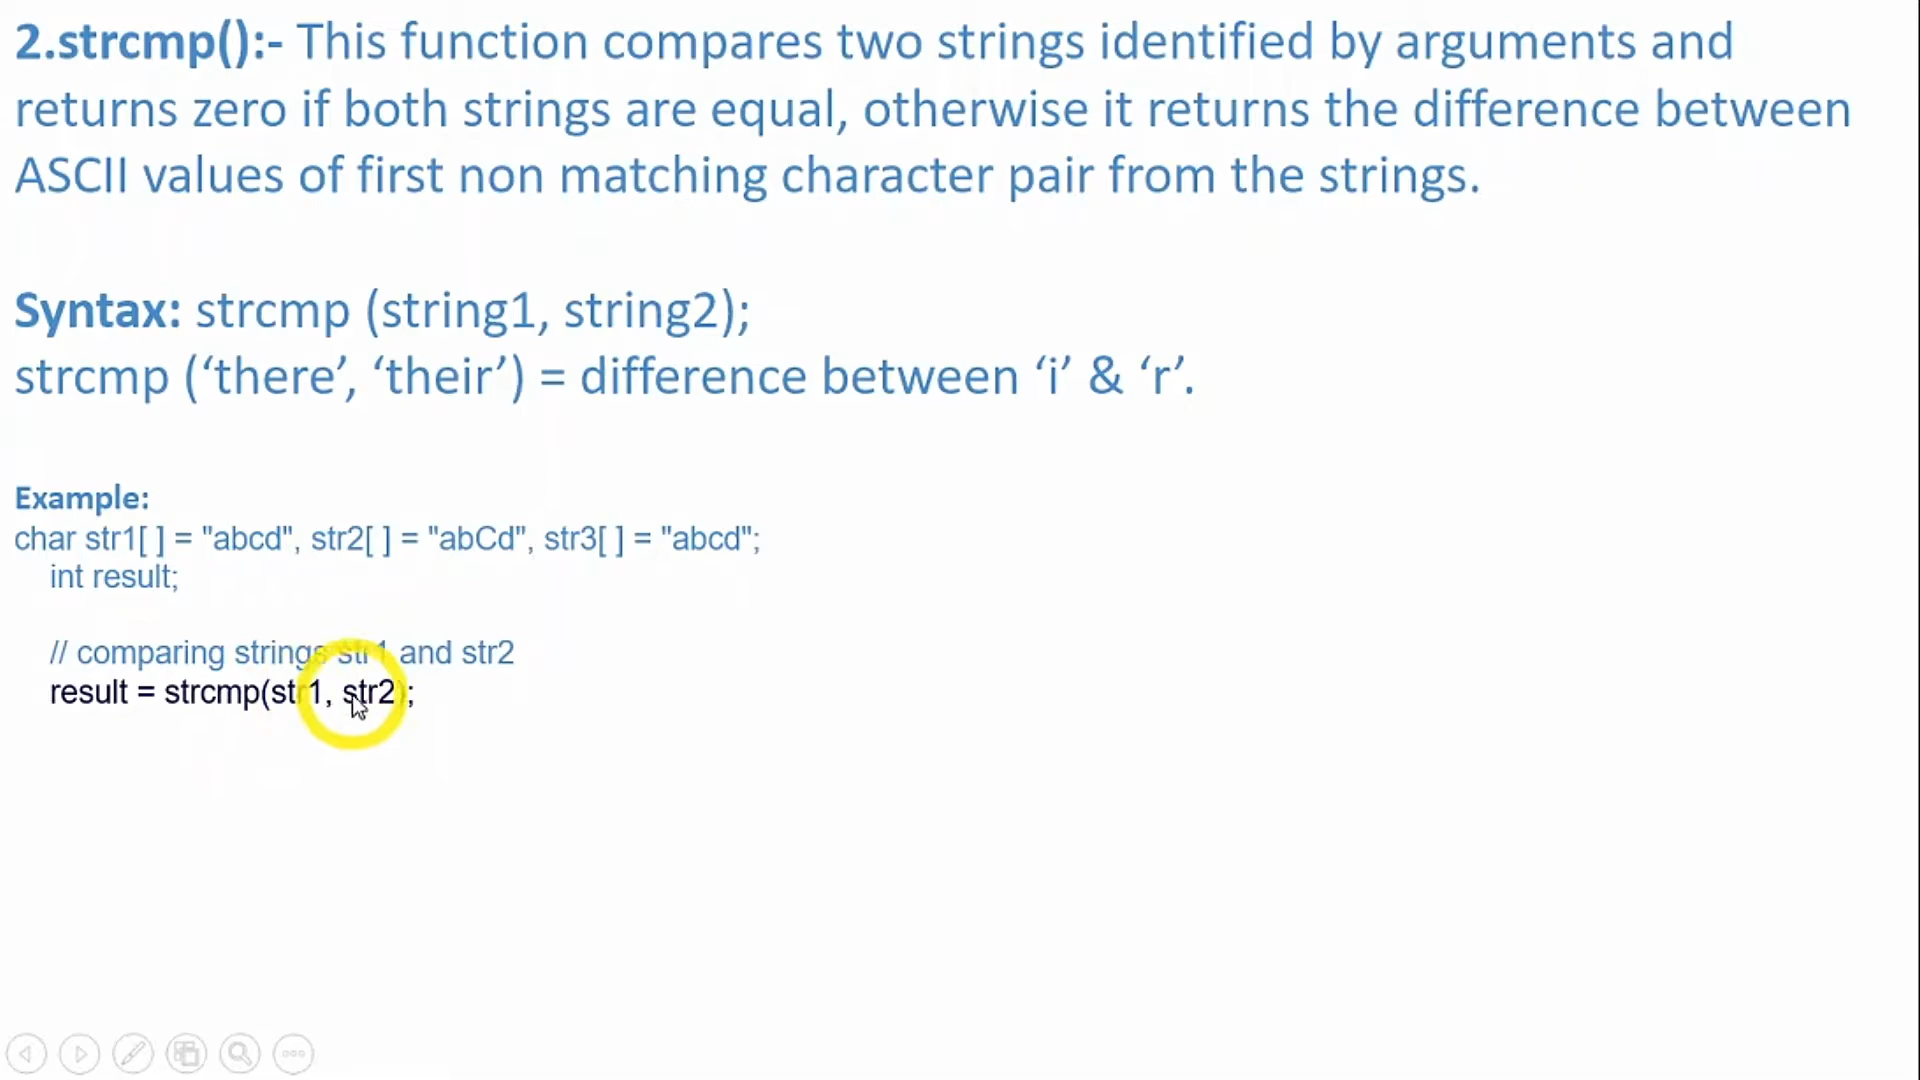 2.strcmp():- This function compares two strings identified by arguments and
returns zero if both strings are equal, otherwise it returns the difference between
ASCII values of first non matching character pair from the strings.
Syntax: strcmp (string1, string2);
strcmp (‘there’, ‘their’) = difference between ‘i’ & ‘r’.
Example:
char str1[ ] = "abcd", str2[ ] = "abCd", str3[ ] = "abcd";
int result;
// comparing strings str1 and str2
result = strcmp(str1, str2);